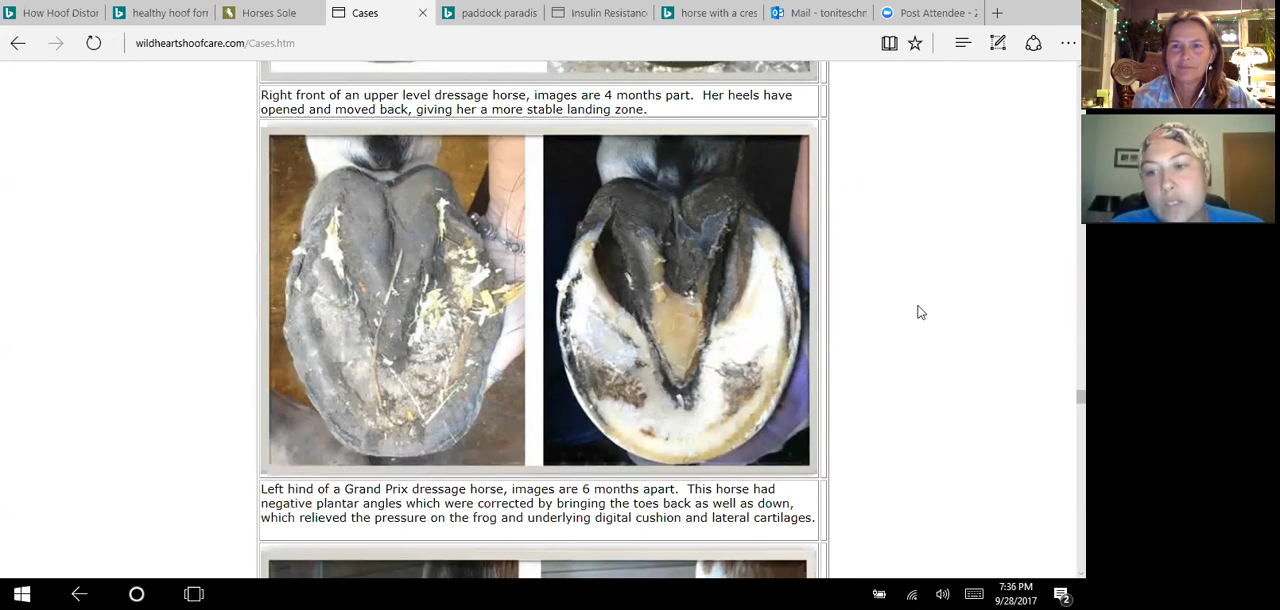 How Hoof Distor
healthy hoof forr
Horses Sole
Cases
paddock paradis
Insulin Resistanc
horse with a cres
Mail - toniteschn
Post Attendee - Z
wildheartshoofcare.com/Cases.htm
Right front of an upper level dressage horse, images are 4 months part. Her heels have
opened and moved back, giving her a more stable landing zone.
Left hind of a Grand Prix dressage horse, images are 6 months apart. This horse had
negative plantar angles which were corrected by bringing the toes back as well as down,
which relieved the pressure on the frog and underlying digital cushion and lateral cartilages.
7:36 PM
9/28/2017
2